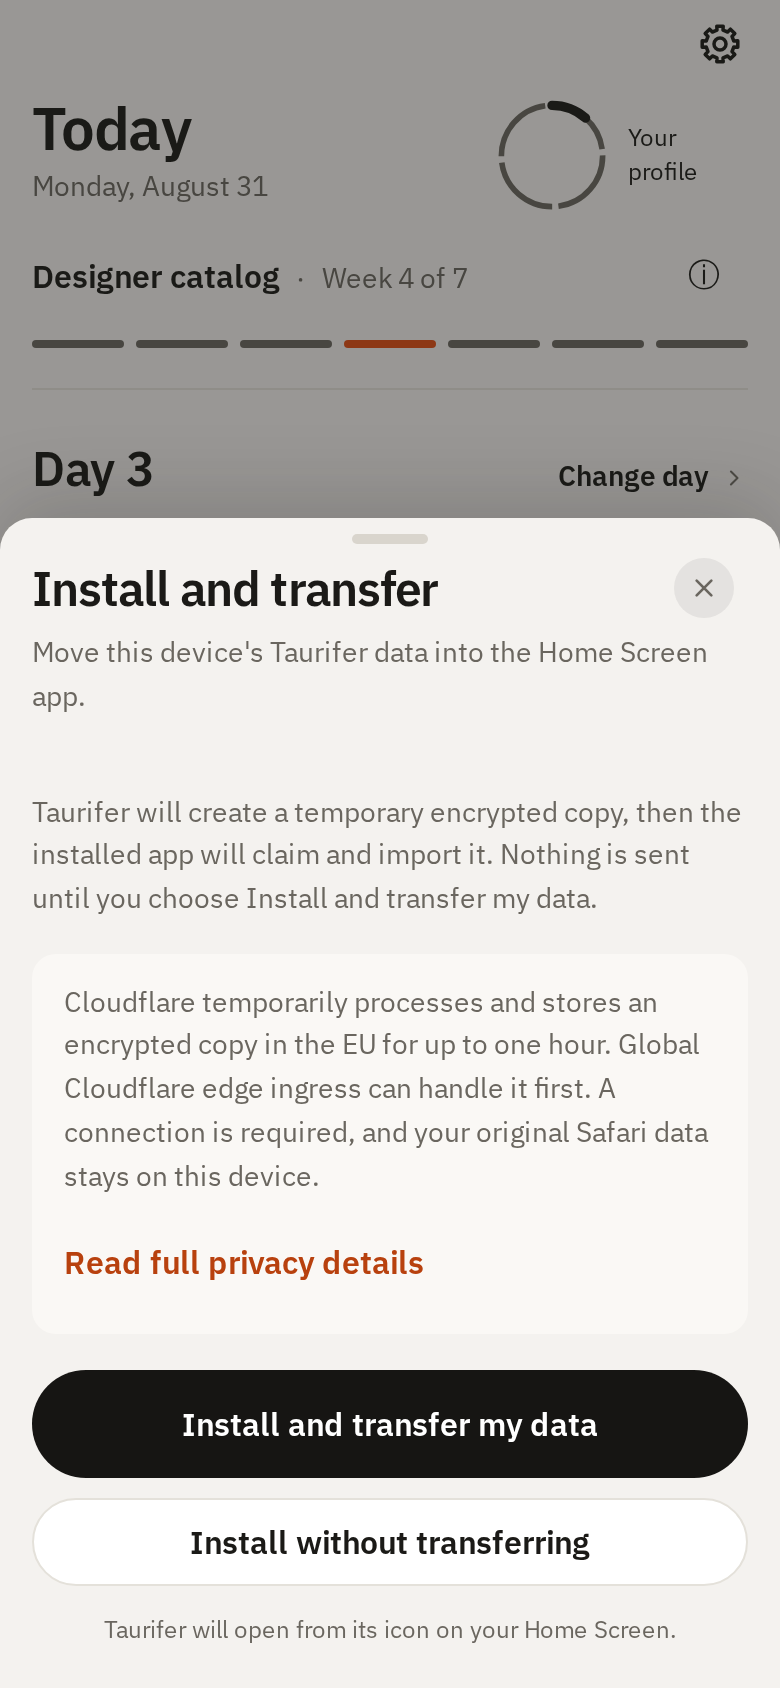 Today
Monday, August 31
Your
profile
Designer catalog · Week 4 of 7
Day 3
Change day
Install and transfer
Move this device's Taurifer data into the Home Screen
app.
Taurifer will create a temporary encrypted copy, then the
installed app will claim and import it. Nothing is sent
until you choose Install and transfer my data.
Cloudflare temporarily processes and stores an
encrypted copy in the EU for up to one hour. Global
Cloudflare edge ingress can handle it first. A
connection is required, and your original Safari data
stays on this device.
Read full privacy details
Install and transfer my data
Install without transferring
Taurifer will open from its icon on your Home Screen.